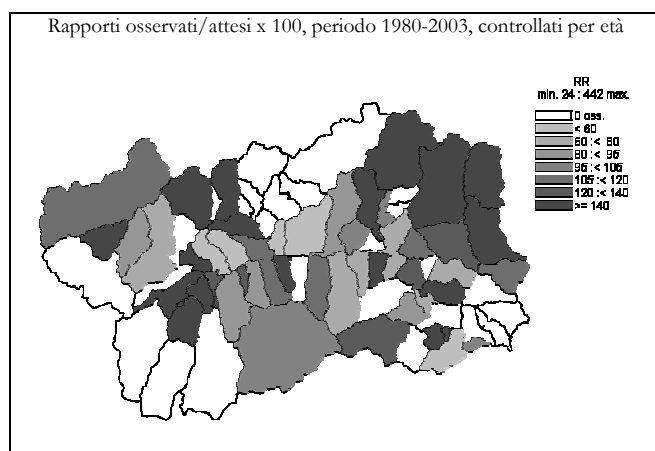 Rapporti osservati/attesi x 100, periodo 1980-2003, controllati per età
RR
min. 24 : 442 max.
0 oss.
< 60
60 :< 80
80 :< 95
95 :< 105
105 :< 120
120 :< 140
>= 140